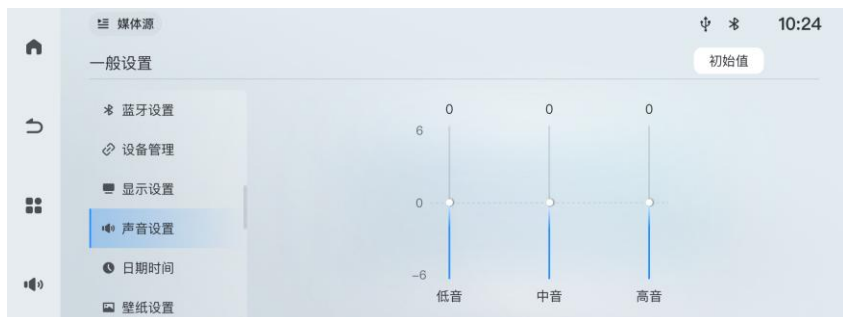 媒体源
10:24
一般设置
初始值
蓝牙设置
设备管理
显示设置
声音设置
日期时间
壁纸设置
0 0 0
6
0
-6
低音 中音 高音